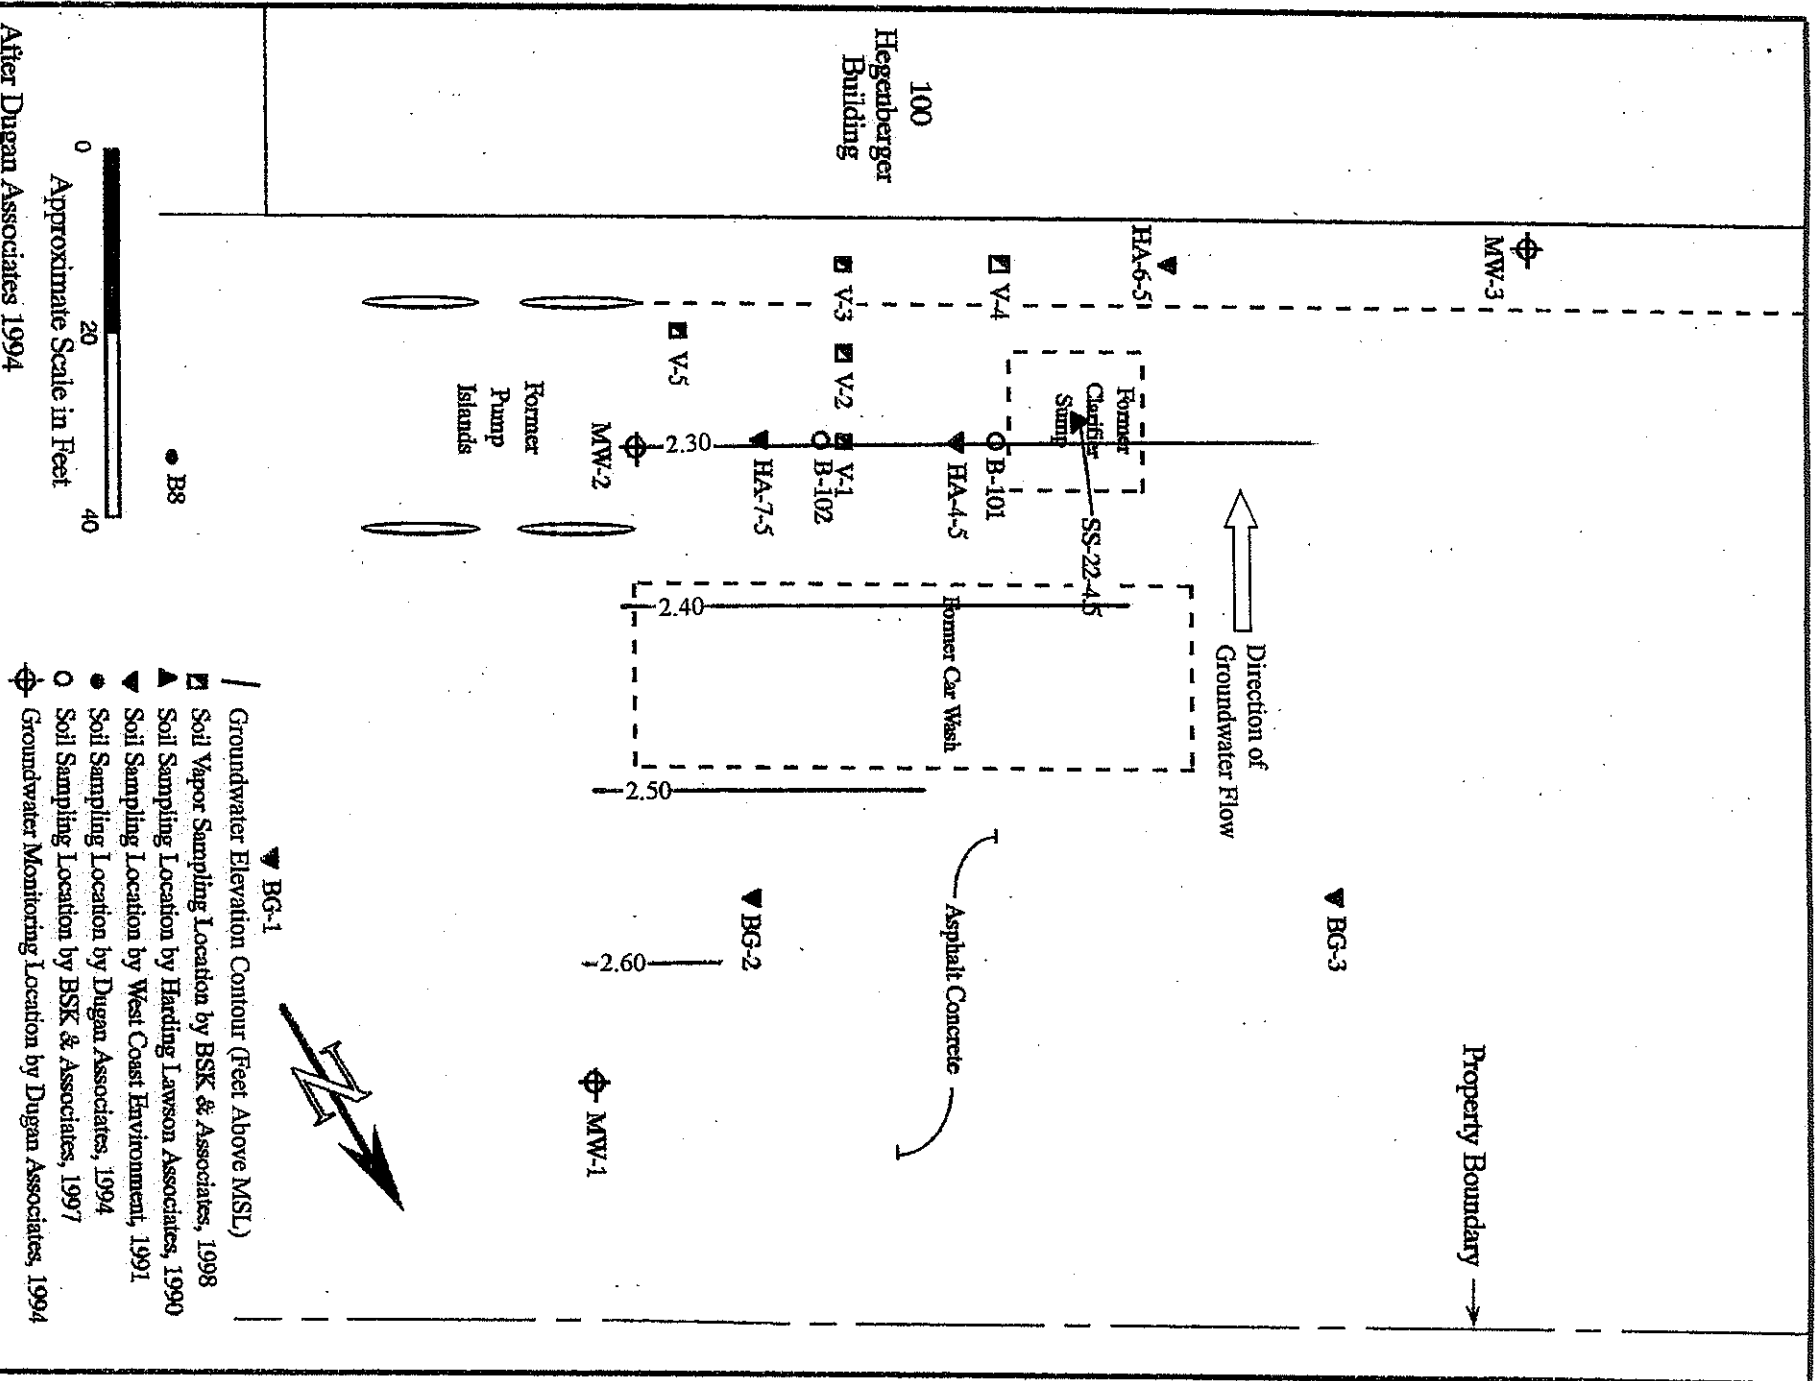 100
Hegenberger
Building
MW-3
HA-6-5
V-4
V-3
V-2
V-1
V-5
Former
Clarifier
Sump
SS-22-4.5
B-101
HA-4-5
B-102
HA-7-5
2.30
MW-2
Former
Pump
Islands
B8
Direction of
Groundwater Flow
2.40
Former Car Wash
2.50
Asphalt Concrete
BG-3
BG-2
BG-1
2.60
MW-1
Property Boundary
N
Groundwater Elevation Contour (Feet Above MSL)
Soil Vapor Sampling Location by BSK & Associates, 1998
Soil Sampling Location by Harding Lawson Associates, 1990
Soil Sampling Location by West Coast Environment, 1991
Soil Sampling Location by Dugan Associates, 1994
Soil Sampling Location by BSK & Associates, 1997
Groundwater Monitoring Location by Dugan Associates, 1994
0 20 40
Approximate Scale in Feet
After Dugan Associates 1994